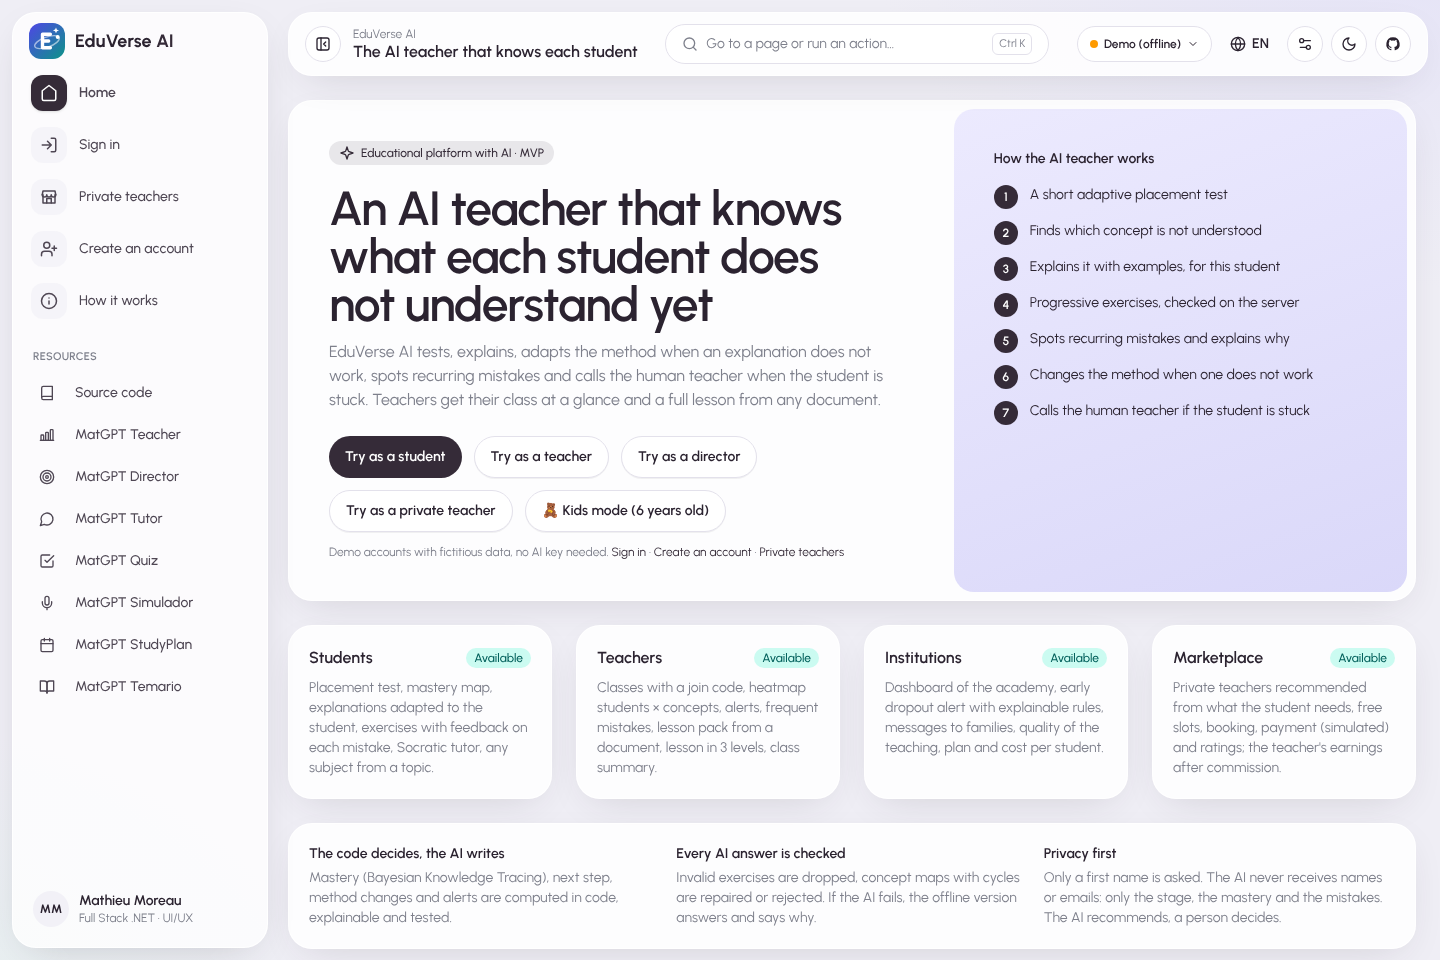 EduVerse AI
Home
Sign in
Private teachers
Create an account
How it works
RESOURCES
Source code
MatGPT Teacher
MatGPT Director
MatGPT Tutor
MatGPT Quiz
MatGPT Simulador
MatGPT StudyPlan
MatGPT Temario
MM
Mathieu Moreau
Full Stack .NET · UI/UX
EduVerse AI
The AI teacher that knows each student
Go to a page or run an action...
Ctrl K
Demo (offline)
EN
Educational platform with AI · MVP
An AI teacher that knows
what each student does
not understand yet
EduVerse AI tests, explains, adapts the method when an explanation does not
work, spots recurring mistakes and calls the human teacher when the student is
stuck. Teachers get their class at a glance and a full lesson from any document.
Try as a student
Try as a teacher
Try as a director
Try as a private teacher
🧸 Kids mode (6 years old)
Demo accounts with fictitious data, no AI key needed. Sign in · Create an account · Private teachers
How the AI teacher works
1 A short adaptive placement test
2 Finds which concept is not understood
3 Explains it with examples, for this student
4 Progressive exercises, checked on the server
5 Spots recurring mistakes and explains why
6 Changes the method when one does not work
7 Calls the human teacher if the student is stuck
Students
Available
Placement test, mastery map,
explanations adapted to the
student, exercises with feedback on
each mistake, Socratic tutor, any
subject from a topic.
Teachers
Available
Classes with a join code, heatmap
students × concepts, alerts, frequent
mistakes, lesson pack from a
document, lesson in 3 levels, class
summary.
Institutions
Available
Dashboard of the academy, early
dropout alert with explainable rules,
messages to families, quality of the
teaching, plan and cost per student.
Marketplace
Available
Private teachers recommended
from what the student needs, free
slots, booking, payment (simulated)
and ratings; the teacher's earnings
after commission.
The code decides, the AI writes
Mastery (Bayesian Knowledge Tracing), next step,
method changes and alerts are computed in code,
explainable and tested.
Every AI answer is checked
Invalid exercises are dropped, concept maps with cycles
are repaired or rejected. If the AI fails, the offline version
answers and says why.
Privacy first
Only a first name is asked. The AI never receives names
or emails: only the stage, the mastery and the mistakes.
The AI recommends, a person decides.